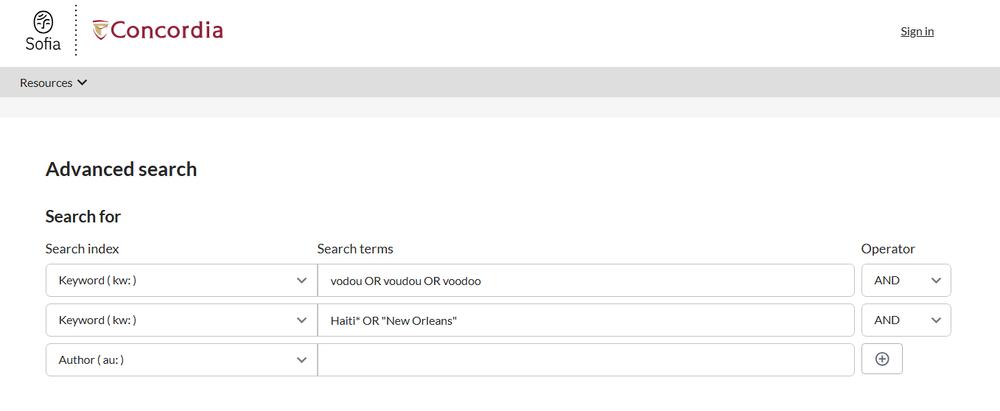 Sofia
Concordia
Sign in
Resources
Advanced search
Search for
Search index Search terms Operator
Keyword ( kw: ) vodou OR voudou OR voodoo AND
Keyword ( kw: ) Haiti* OR "New Orleans" AND
Author ( au: )